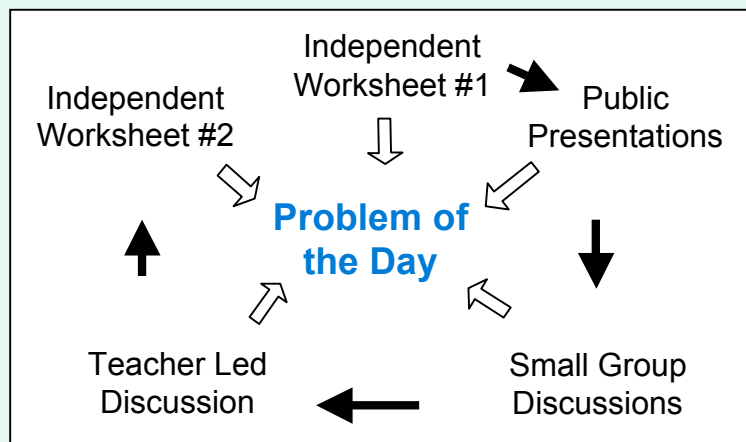 Independent
Worksheet #1
Public
Presentations
Small Group
Discussions
Teacher Led
Discussion
Independent
Worksheet #2
Problem of
the Day